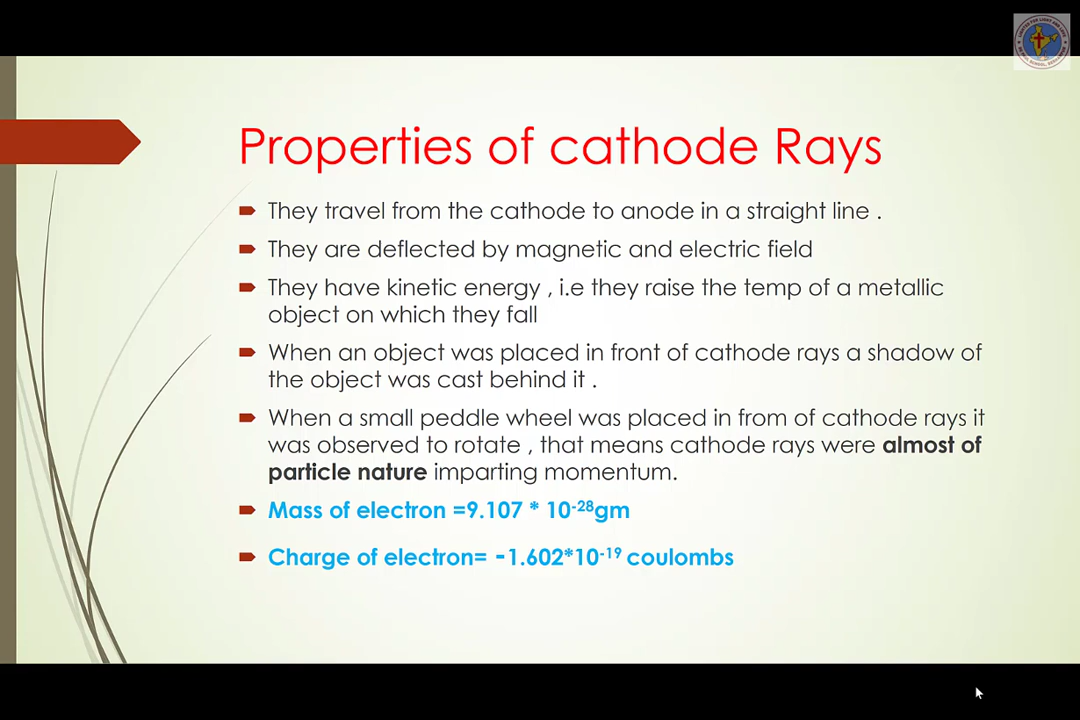 Properties of cathode Rays
They travel from the cathode to anode in a straight line .
They are deflected by magnetic and electric field
They have kinetic energy , i.e they raise the temp of a metallic
object on which they fall
When an object was placed in front of cathode rays a shadow of
the object was cast behind it .
When a small peddle wheel was placed in from of cathode rays it
was observed to rotate , that means cathode rays were almost of
particle nature imparting momentum.
Mass of electron =9.107 * 10⁻²⁸gm
Charge of electron= -1.602*10⁻¹⁹ coulombs